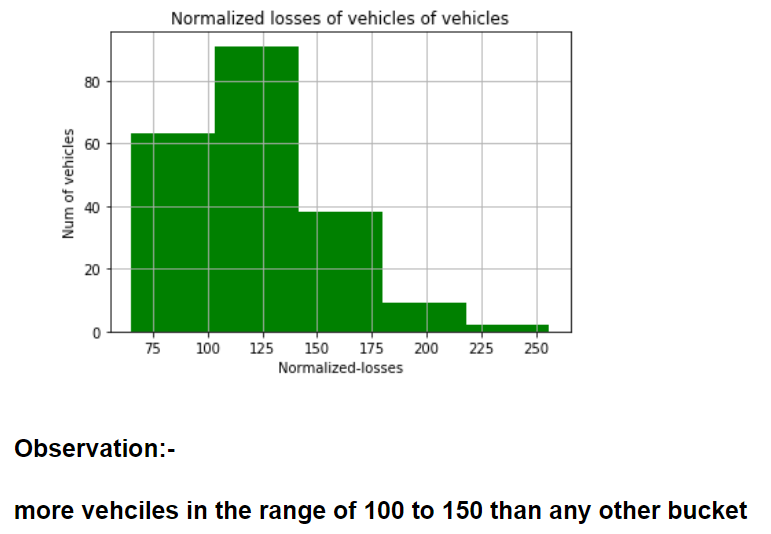 Normalized losses of vehicles of vehicles
Num of vehicles
80
60
40
20
0
75 100 125 150 175 200 225 250
Normalized-losses
Observation:-
more vehciles in the range of 100 to 150 than any other bucket